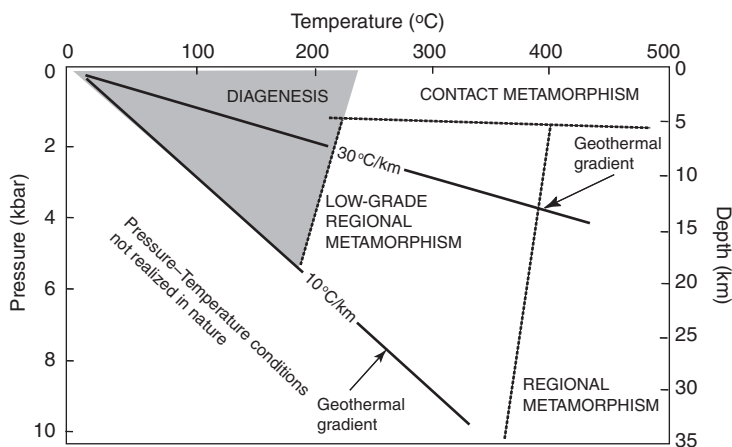 Temperature (°C)
0 100 200 300 400 500
DIAGENESIS
CONTACT METAMORPHISM
Geothermal
gradient
30°C/km
LOW-GRADE
REGIONAL
METAMORPHISM
Pressure–Temperature conditions
not realized in nature
10°C/km
Geothermal
gradient
REGIONAL
METAMORPHISM
Pressure (kbar)
0
2
4
6
8
10
Depth (km)
0
5
10
15
20
25
30
35